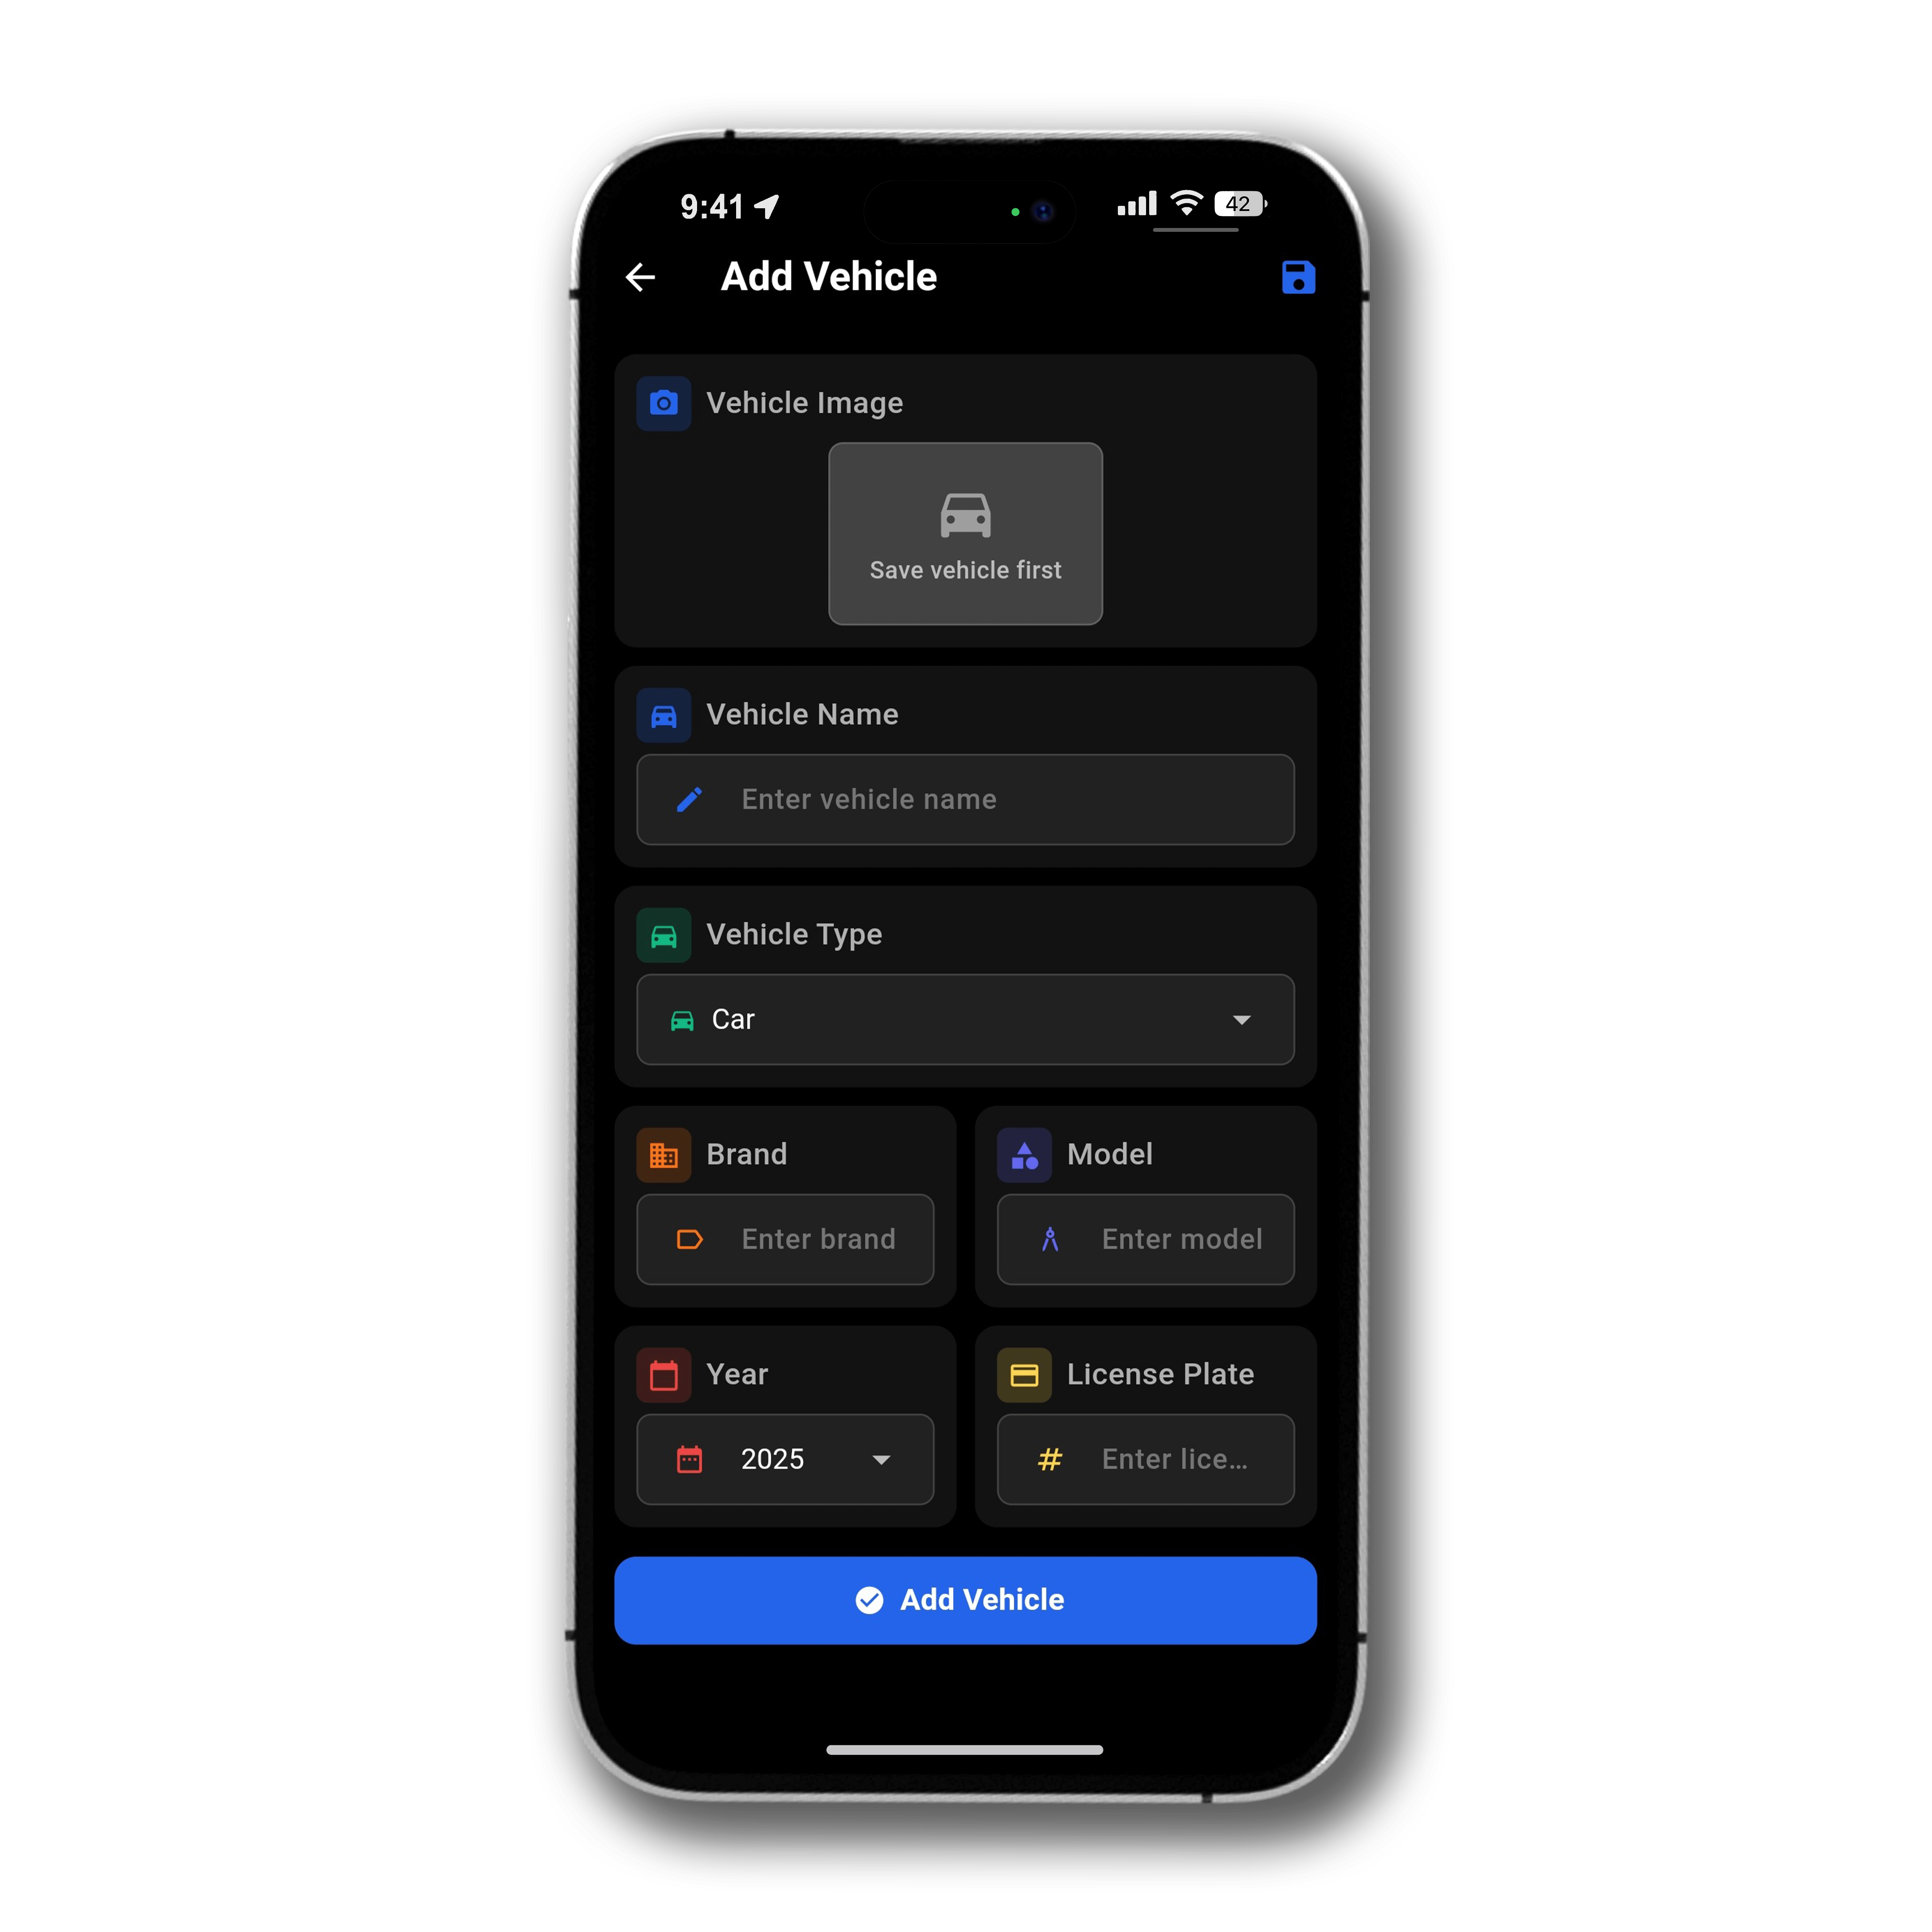 9:41
42
Add Vehicle
Vehicle Image
Save vehicle first
Vehicle Name
Enter vehicle name
Vehicle Type
Car
Brand
Model
Enter brand
Enter model
Year
License Plate
2025
# Enter lice...
Add Vehicle